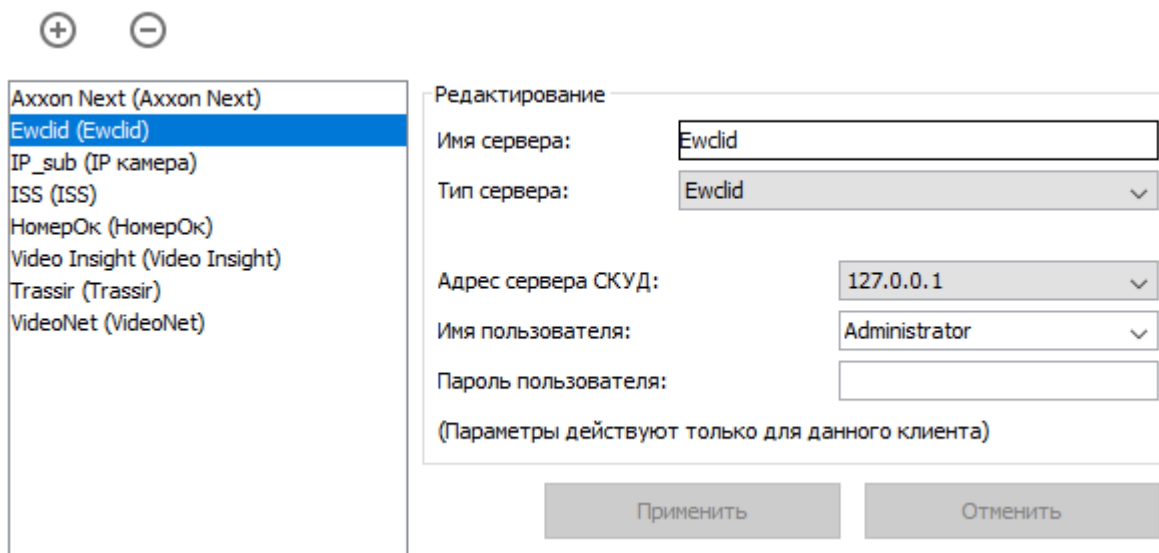 Axxon Next (Axxon Next)
Ewclid (Ewclid)
IP_sub (IP камера)
ISS (ISS)
НомерОк (НомерОк)
Video Insight (Video Insight)
Trassir (Trassir)
VideoNet (VideoNet)
Редактирование
Имя сервера: Ewclid
Тип сервера: Ewclid
Адрес сервера СКУД: 127.0.0.1
Имя пользователя: Administrator
Пароль пользователя:
(Параметры действуют только для данного клиента)
Применить Отменить